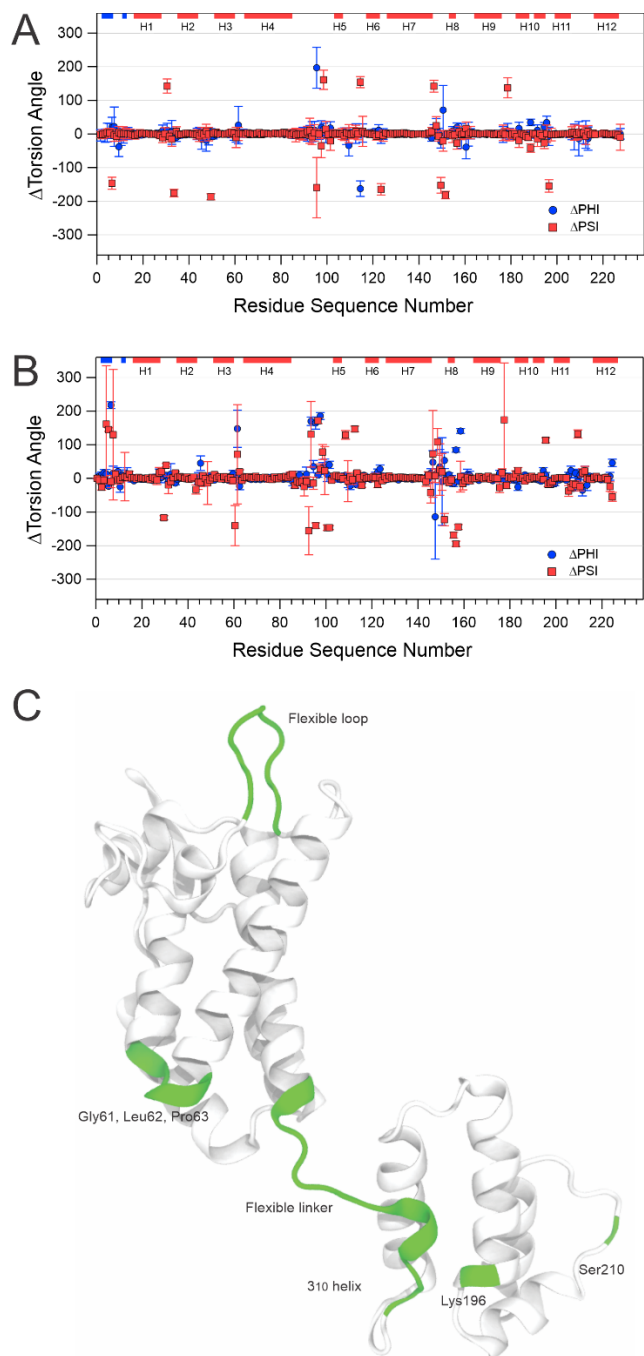 A
H1 H2 H3 H4 H5 H6 H7 H8 H9 H10 H11 H12
300
200
100
0
-100
-200
-300
ΔTorsion Angle
ΔPHI
ΔPSI
0 20 40 60 80 100 120 140 160 180 200 220
Residue Sequence Number
B
H1 H2 H3 H4 H5 H6 H7 H8 H9 H10 H11 H12
300
200
100
0
-100
-200
-300
ΔTorsion Angle
ΔPHI
ΔPSI
0 20 40 60 80 100 120 140 160 180 200 220
Residue Sequence Number
C
Flexible loop
Gly61, Leu62, Pro63
Flexible linker
310 helix
Lys196
Ser210